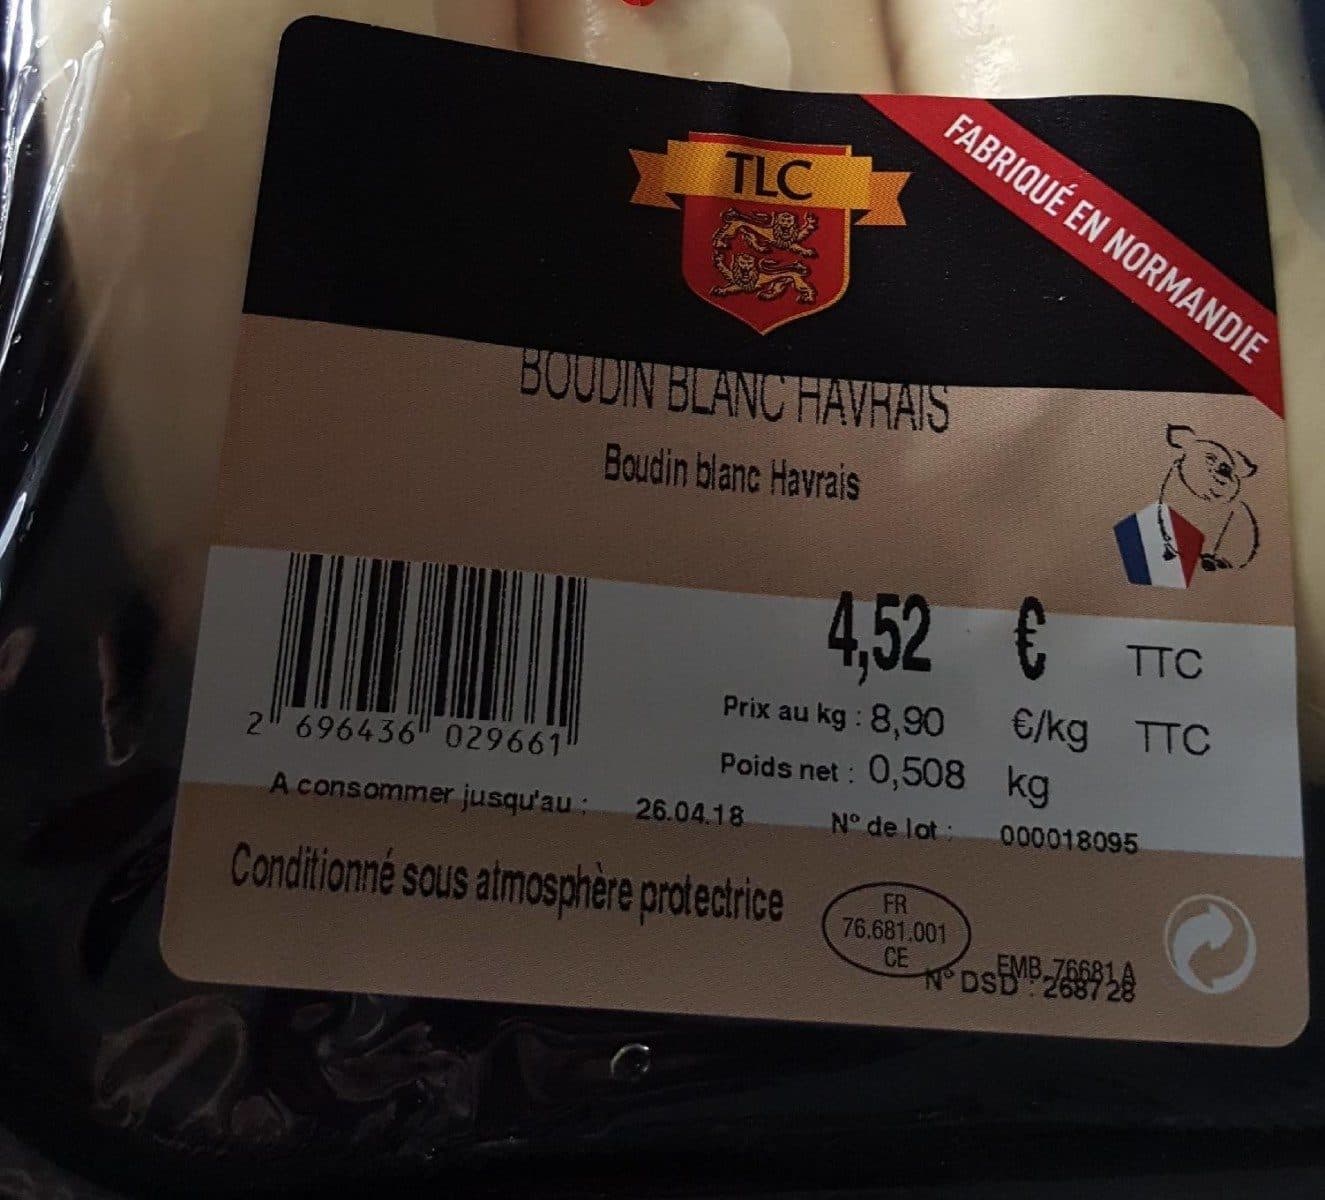 TLC
FABRIQUÉ EN NORMANDIE
BOUDIN BLANC HAVRAIS
Boudin blanc Havrais
4,52 € TTC
Prix au kg : 8,90 €/kg TTC
Poids net : 0,508 kg
2 696436 029661
A consommer jusqu'au : 26.04.18 N° de lot : 000018095
Conditionné sous atmosphère protectrice
FR
76.681.001
CE
EMB 76681 A
N° DSD : 268728